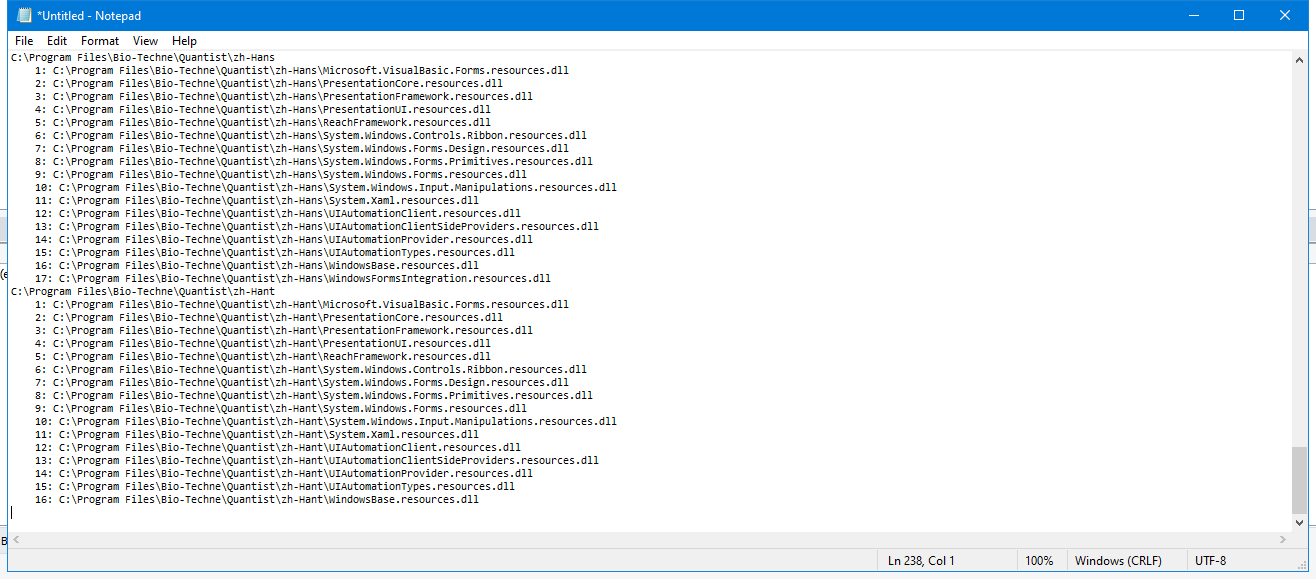 *Untitled - Notepad
File Edit Format View Help
C:\Program Files\Bio-Techne\Quantist\zh-Hans
1: C:\Program Files\Bio-Techne\Quantist\zh-Hans\Microsoft.VisualBasic.Forms.resources.dll
2: C:\Program Files\Bio-Techne\Quantist\zh-Hans\PresentationCore.resources.dll
3: C:\Program Files\Bio-Techne\Quantist\zh-Hans\PresentationFramework.resources.dll
4: C:\Program Files\Bio-Techne\Quantist\zh-Hans\PresentationUI.resources.dll
5: C:\Program Files\Bio-Techne\Quantist\zh-Hans\ReachFramework.resources.dll
6: C:\Program Files\Bio-Techne\Quantist\zh-Hans\System.Windows.Controls.Ribbon.resources.dll
7: C:\Program Files\Bio-Techne\Quantist\zh-Hans\System.Windows.Forms.Design.resources.dll
8: C:\Program Files\Bio-Techne\Quantist\zh-Hans\System.Windows.Forms.Primitives.resources.dll
9: C:\Program Files\Bio-Techne\Quantist\zh-Hans\System.Windows.Forms.resources.dll
10: C:\Program Files\Bio-Techne\Quantist\zh-Hans\System.Windows.Input.Manipulations.resources.dll
11: C:\Program Files\Bio-Techne\Quantist\zh-Hans\System.Xaml.resources.dll
12: C:\Program Files\Bio-Techne\Quantist\zh-Hans\UIAutomationClient.resources.dll
13: C:\Program Files\Bio-Techne\Quantist\zh-Hans\UIAutomationClientSideProviders.resources.dll
14: C:\Program Files\Bio-Techne\Quantist\zh-Hans\UIAutomationProvider.resources.dll
15: C:\Program Files\Bio-Techne\Quantist\zh-Hans\UIAutomationTypes.resources.dll
16: C:\Program Files\Bio-Techne\Quantist\zh-Hans\WindowsBase.resources.dll
17: C:\Program Files\Bio-Techne\Quantist\zh-Hans\WindowsFormsIntegration.resources.dll
C:\Program Files\Bio-Techne\Quantist\zh-Hant
1: C:\Program Files\Bio-Techne\Quantist\zh-Hant\Microsoft.VisualBasic.Forms.resources.dll
2: C:\Program Files\Bio-Techne\Quantist\zh-Hant\PresentationCore.resources.dll
3: C:\Program Files\Bio-Techne\Quantist\zh-Hant\PresentationFramework.resources.dll
4: C:\Program Files\Bio-Techne\Quantist\zh-Hant\PresentationUI.resources.dll
5: C:\Program Files\Bio-Techne\Quantist\zh-Hant\ReachFramework.resources.dll
6: C:\Program Files\Bio-Techne\Quantist\zh-Hant\System.Windows.Controls.Ribbon.resources.dll
7: C:\Program Files\Bio-Techne\Quantist\zh-Hant\System.Windows.Forms.Design.resources.dll
8: C:\Program Files\Bio-Techne\Quantist\zh-Hant\System.Windows.Forms.Primitives.resources.dll
9: C:\Program Files\Bio-Techne\Quantist\zh-Hant\System.Windows.Forms.resources.dll
10: C:\Program Files\Bio-Techne\Quantist\zh-Hant\System.Windows.Input.Manipulations.resources.dll
11: C:\Program Files\Bio-Techne\Quantist\zh-Hant\System.Xaml.resources.dll
12: C:\Program Files\Bio-Techne\Quantist\zh-Hant\UIAutomationClient.resources.dll
13: C:\Program Files\Bio-Techne\Quantist\zh-Hant\UIAutomationClientSideProviders.resources.dll
14: C:\Program Files\Bio-Techne\Quantist\zh-Hant\UIAutomationProvider.resources.dll
15: C:\Program Files\Bio-Techne\Quantist\zh-Hant\UIAutomationTypes.resources.dll
16: C:\Program Files\Bio-Techne\Quantist\zh-Hant\WindowsBase.resources.dll
Ln 238, Col 1 100% Windows (CRLF) UTF-8